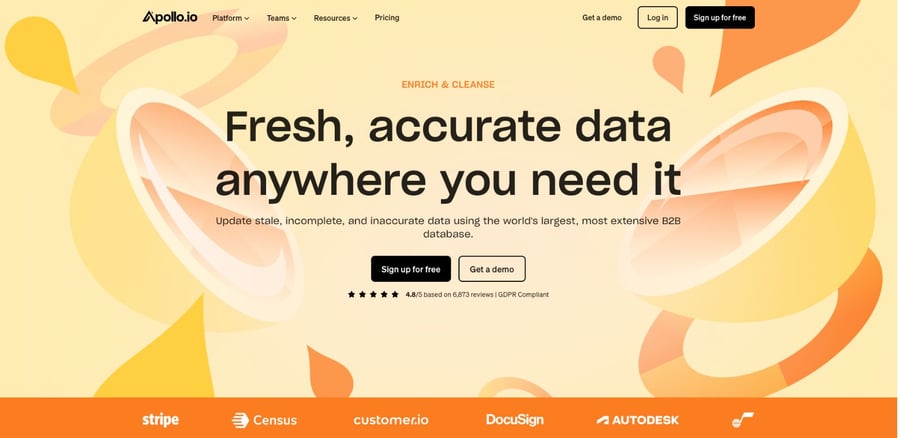 Apollo.io Platform Teams Resources Pricing Get a demo Log in Sign up for free
ENRICH & CLEANSE
Fresh, accurate data
anywhere you need it
Update stale, incomplete, and inaccurate data using the world's largest, most extensive B2B
database.
Sign up for free Get a demo
4.8/5 based on 6,873 reviews | GDPR Compliant
stripe Census customer.io DocuSign AUTODESK